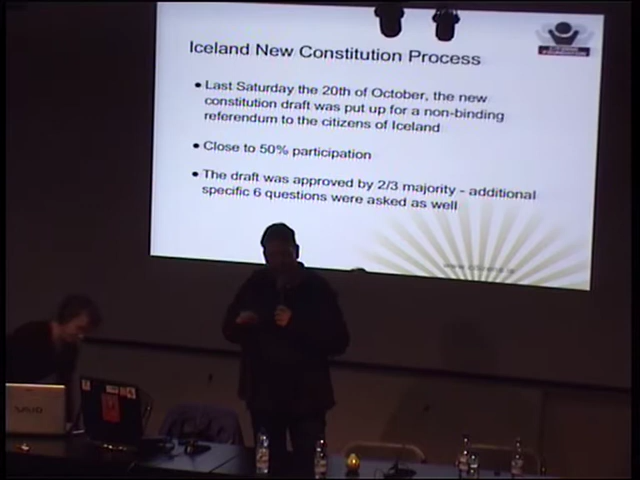 Iceland New Constitution Process
● Last Saturday the 20th of October, the new
constitution draft was put up for a non-binding
referendum to the citizens of Iceland
● Close to 50% participation
● The draft was approved by 2/3 majority - additional
specific 6 questions were asked as well
VAIO